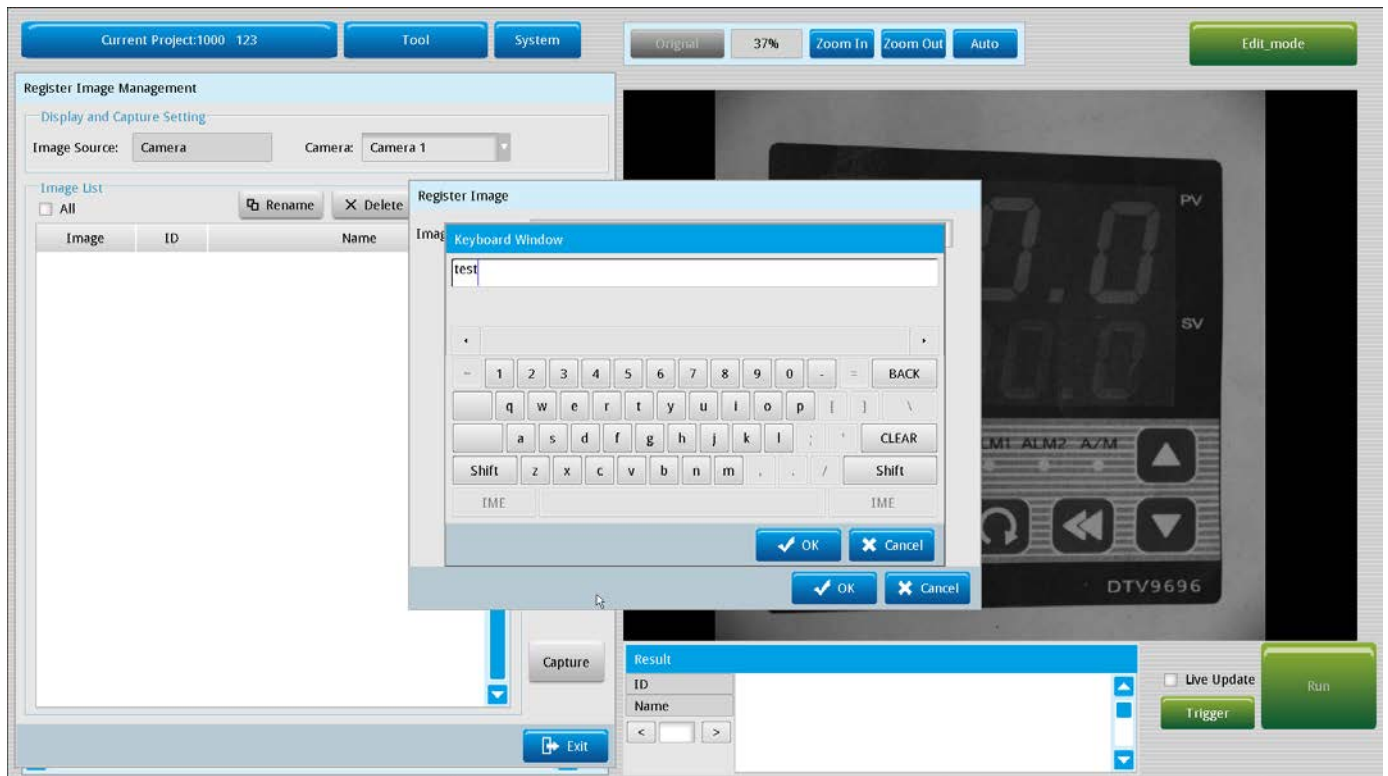 Current Project:1000 123
Tool
System
Orignal
37%
Zoom In
Zoom Out
Auto
Edit_mode
Register Image Management
Display and Capture Setting
Image Source:
Camera
Camera:
Camera 1
Image List
All
Rename
Delete
Image
ID
Name
Register Image
Keyboard Window
test
~ 1 2 3 4 5 6 7 8 9 0 - = BACK
q w e r t y u i o p [ ] \
a s d f g h j k l ; ' CLEAR
Shift z x c v b n m , . / Shift
IME
IME
OK
Cancel
OK
Cancel
PV
SV
ALM2 A/M
DTV9696
Capture
Exit
Result
ID
Name
<
>
Live Update
Trigger
Run